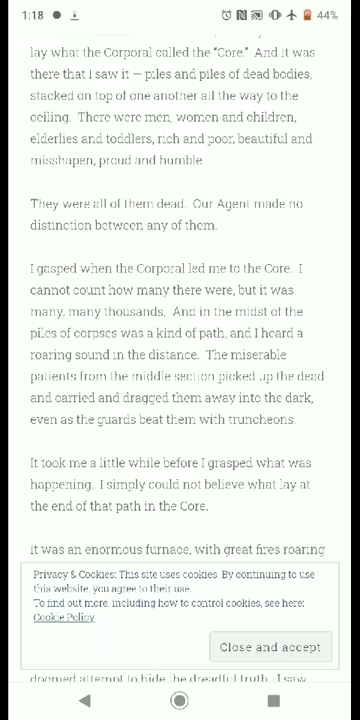 1:18
44%
lay what the Corporal called the “Core.” And it was
there that I saw it — piles and piles of dead bodies,
stacked on top of one another all the way to the
ceiling. There were men, women and children,
elderlies and toddlers, rich and poor, beautiful and
misshapen, proud and humble.
They were all of them dead. Our Agent made no
distinction between any of them.
I gasped when the Corporal led me to the Core. I
cannot count how many there were, but it was
many, many thousands. And in the midst of the
piles of corpses was a kind of path, and I heard a
roaring sound in the distance. The miserable
patients from the middle section picked up the dead
and carried and dragged them away into the dark,
even as the guards beat them with truncheons.
It took me a little while before I grasped what was
happening. I simply could not believe what lay at
the end of that path in the Core.
It was an enormous furnace, with great fires roaring
Privacy & Cookies: This site uses cookies. By continuing to use
this website, you agree to their use.
To find out more, including how to control cookies, see here:
Cookie Policy
Close and accept
doomed attempt to hide the dreadful truth. I saw